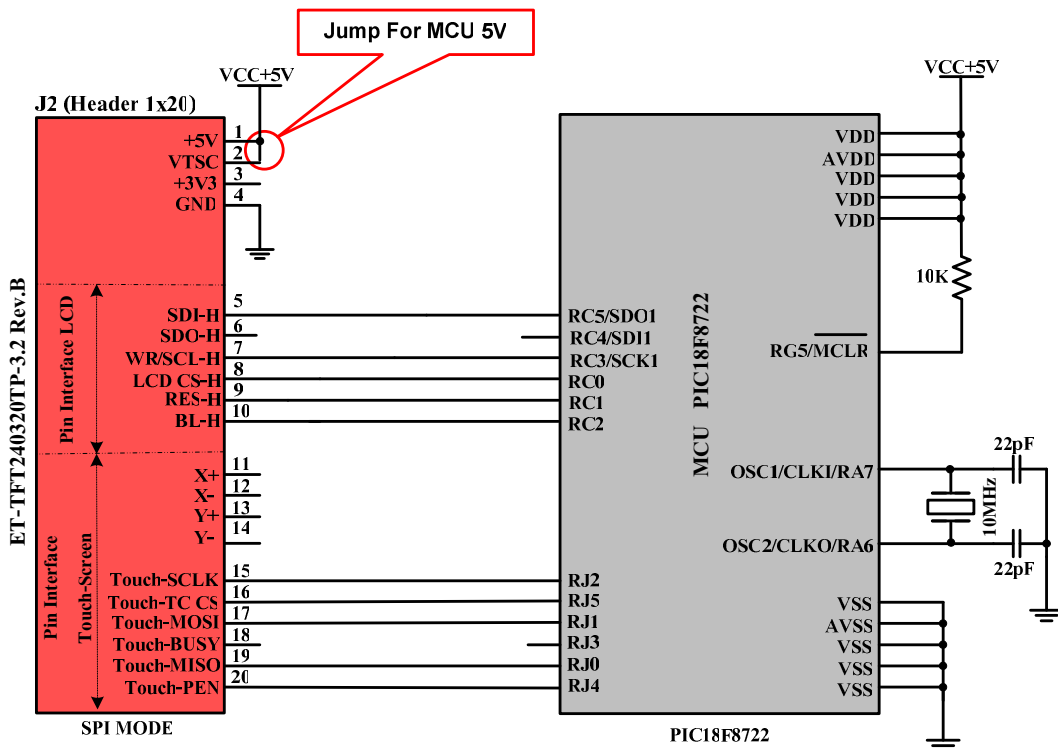 Jump For MCU 5V
VCC+5V
J2 (Header 1x20)
+5V 1
VTSC 2
+3V3 3
GND 4
ET-TFT240320TP-3.2 Rev.B
Pin Interface LCD
SDI-H 5
SDO-H 6
WR/SCL-H 7
LCD CS-H 8
RES-H 9
BL-H 10
Pin Interface
Touch-Screen
X+ 11
X- 12
Y+ 13
Y- 14
Touch-SCLK 15
Touch-TC CS 16
Touch-MOSI 17
Touch-BUSY 18
Touch-MISO 19
Touch-PEN 20
SPI MODE
RC5/SDO1
RC4/SDI1
RC3/SCK1
RC0
RC1
RC2
RJ2
RJ5
RJ1
RJ3
RJ0
RJ4
MCU PIC18F8722
VCC+5V
VDD
AVDD
VDD
VDD
VDD
10K
RG5/MCLR
OSC1/CLKI/RA7
OSC2/CLKO/RA6
22pF
10MHz
22pF
VSS
AVSS
VSS
VSS
VSS
PIC18F8722